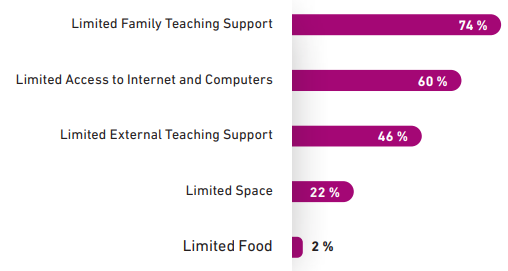 Limited Family Teaching Support 74 %
Limited Access to Internet and Computers 60 %
Limited External Teaching Support 46 %
Limited Space 22 %
Limited Food 2 %